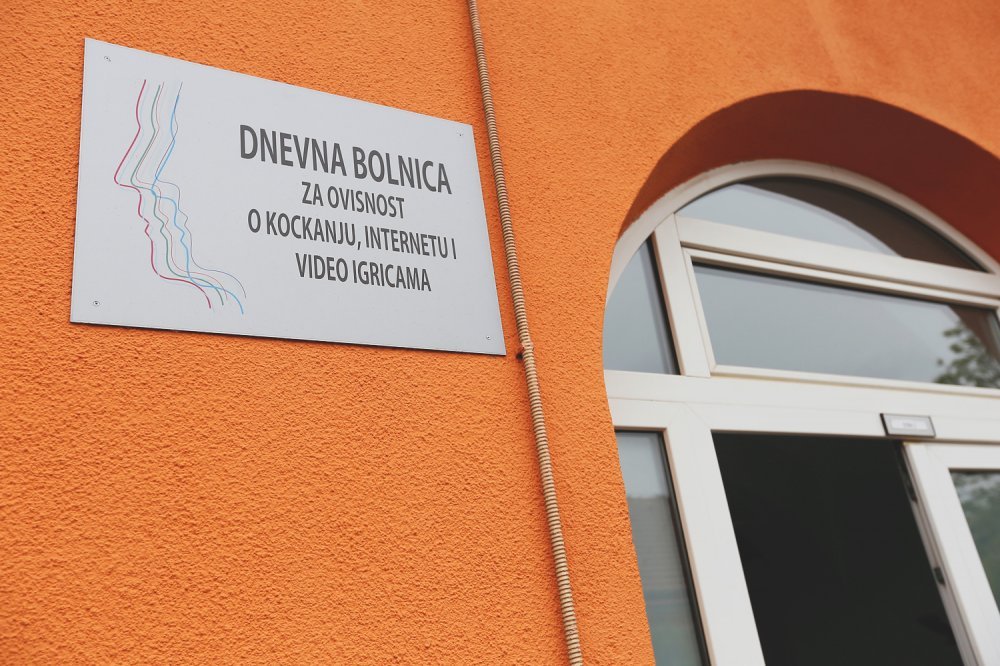 DNEVNA BOLNICA
ZA OVISNOST
O KOCKANJU, INTERNETU I
VIDEO IGRICAMA